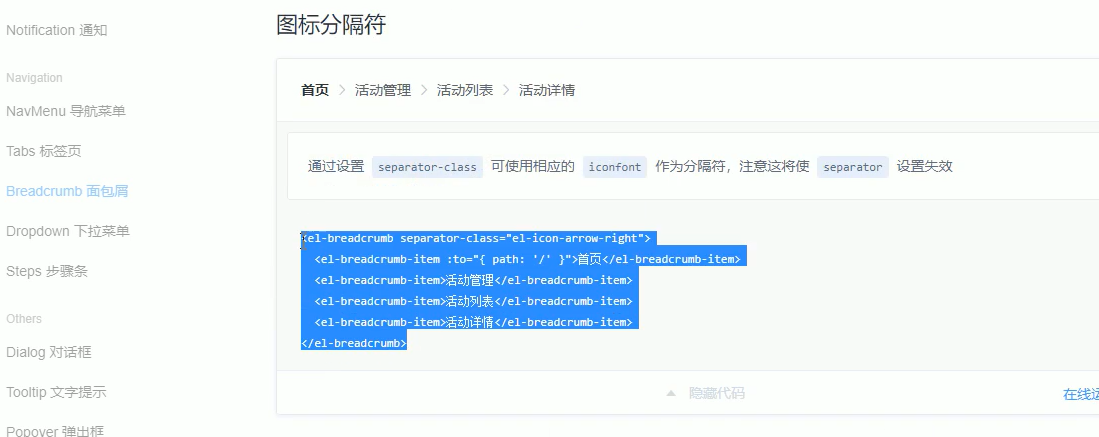 Notification 通知
Navigation
NavMenu 导航菜单
Tabs 标签页
Breadcrumb 面包屑
Dropdown 下拉菜单
Steps 步骤条
Others
Dialog 对话框
Tooltip 文字提示
Popover 弹出框
图标分隔符
首页 > 活动管理 > 活动列表 > 活动详情
通过设置 separator-class 可使用相应的 iconfont 作为分隔符，注意这将使 separator 设置失效
<el-breadcrumb separator-class="el-icon-arrow-right">
  <el-breadcrumb-item :to="{ path: '/' }">首页</el-breadcrumb-item>
  <el-breadcrumb-item>活动管理</el-breadcrumb-item>
  <el-breadcrumb-item>活动列表</el-breadcrumb-item>
  <el-breadcrumb-item>活动详情</el-breadcrumb-item>
</el-breadcrumb>
隐藏代码
在线